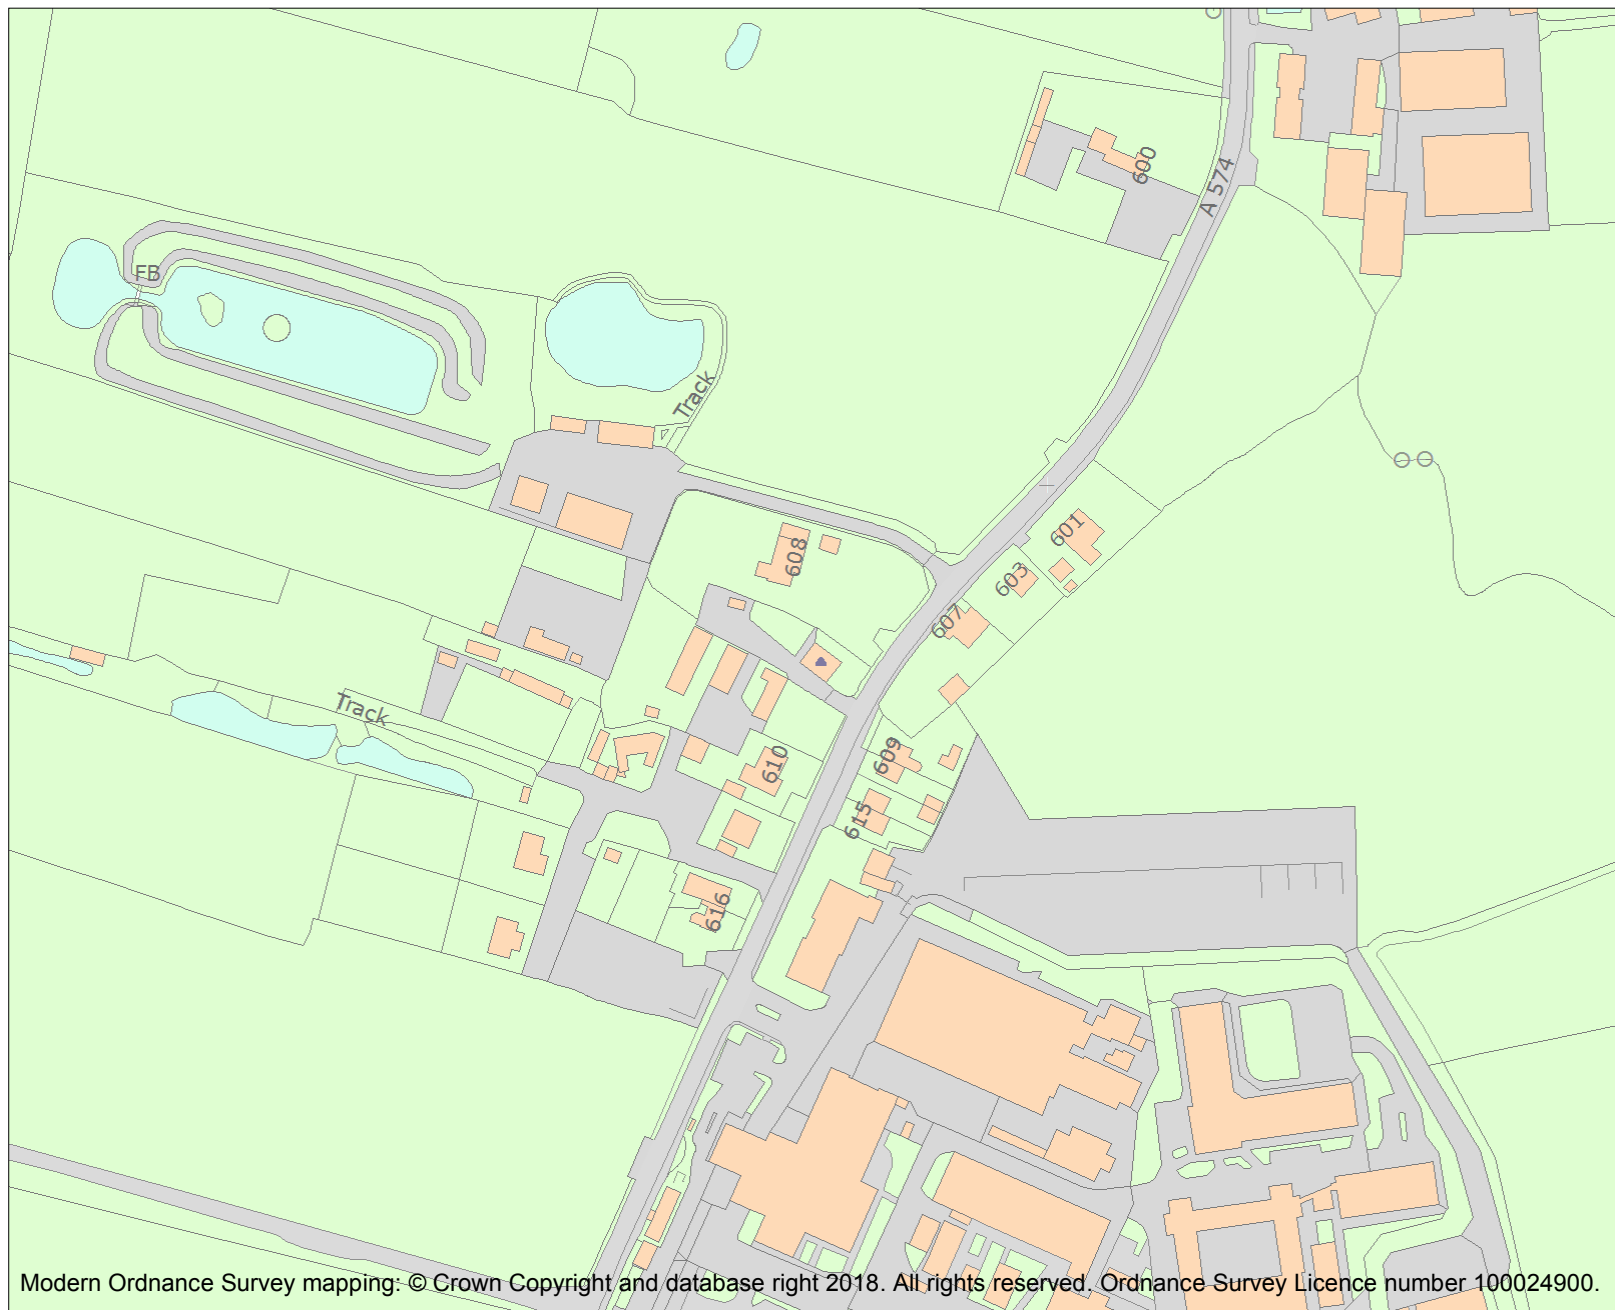 600
A 574
FB
Track
601
608
603
607
Track
609
610
615
616
Modern Ordnance Survey mapping: © Crown Copyright and database right 2018. All rights reserved. Ordnance Survey Licence number 100024900.